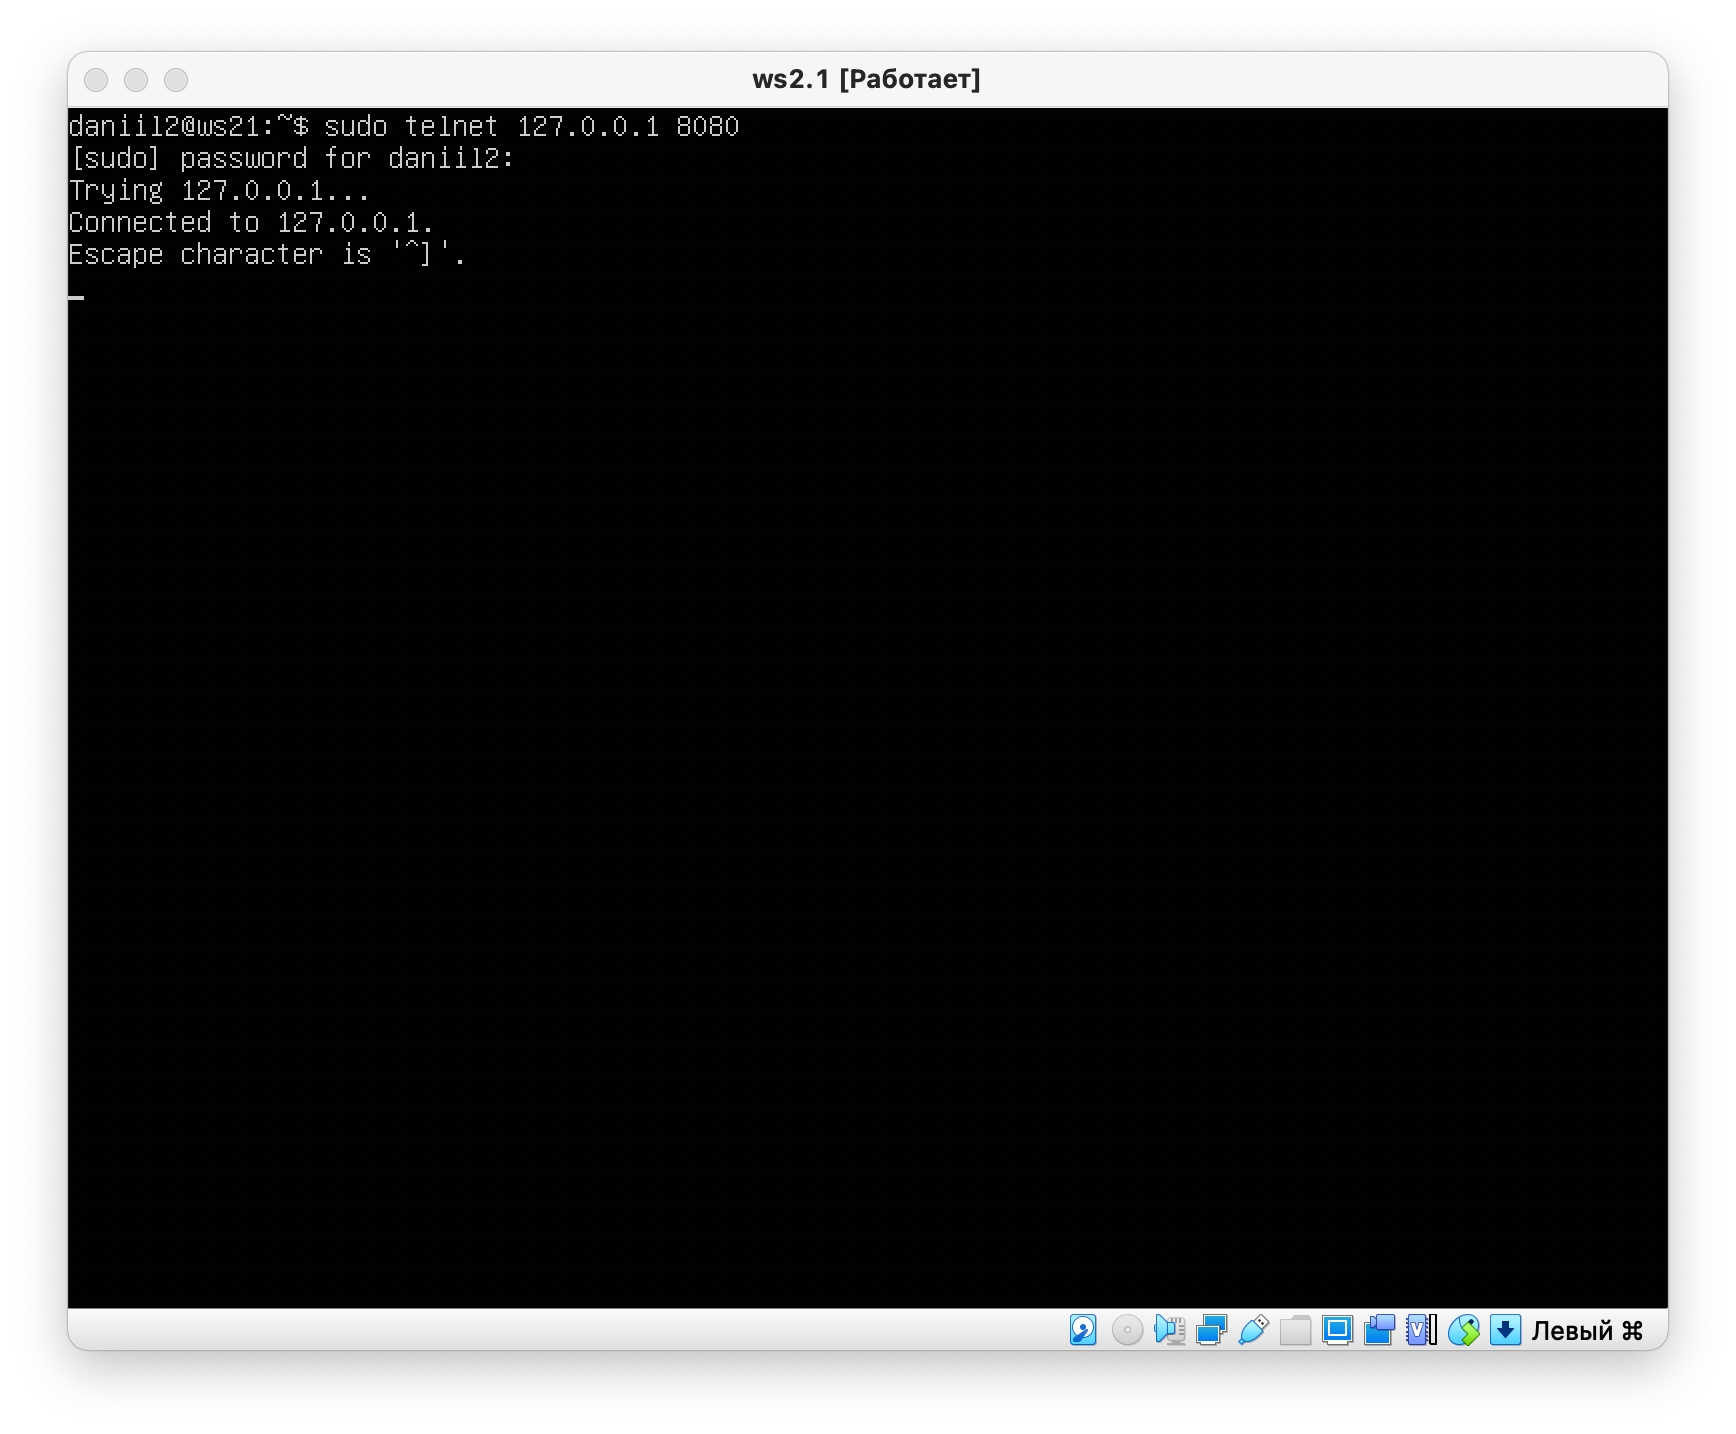 ws2.1 [Работает]
daniil2@ws21:~$ sudo telnet 127.0.0.1 8080
[sudo] password for daniil2:
Trying 127.0.0.1...
Connected to 127.0.0.1.
Escape character is '^]'.
Левый ⌘